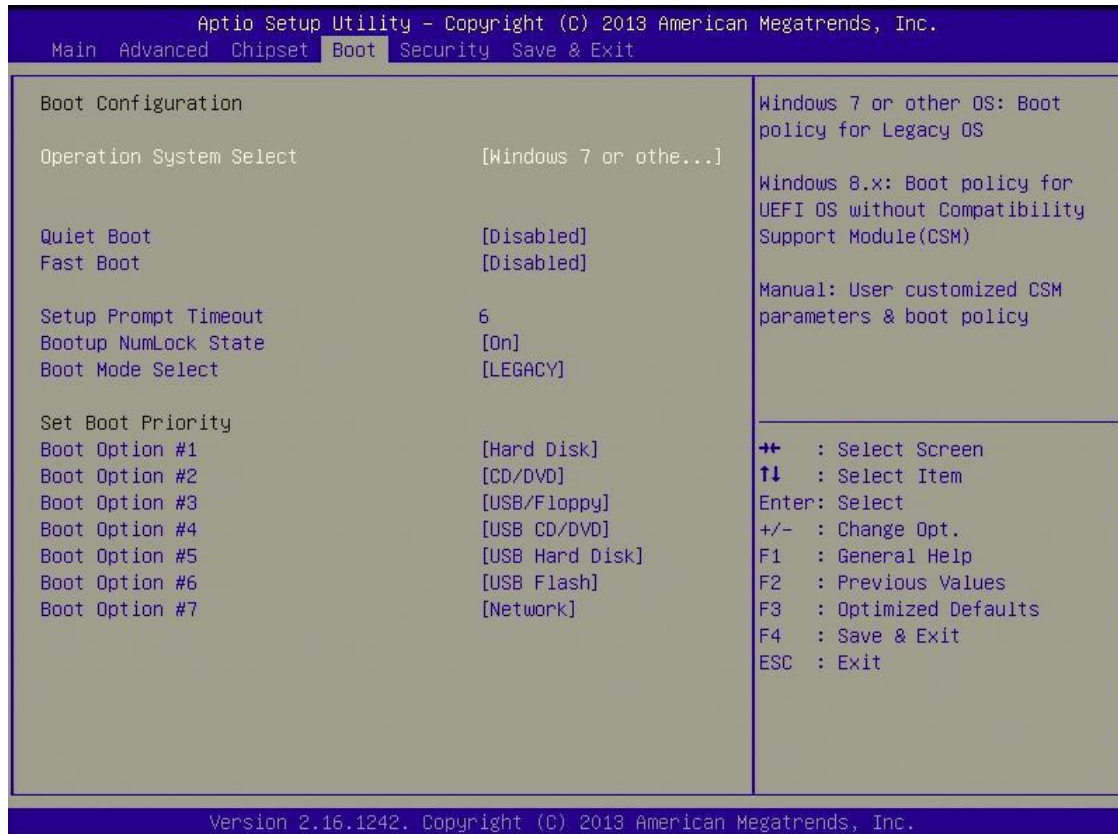 Aptio Setup Utility – Copyright (C) 2013 American Megatrends, Inc.
Main Advanced Chipset Boot Security Save & Exit
Boot Configuration
Operation System Select [Windows 7 or othe...]
Quiet Boot [Disabled]
Fast Boot [Disabled]
Setup Prompt Timeout 6
Bootup NumLock State [On]
Boot Mode Select [LEGACY]
Set Boot Priority
Boot Option #1 [Hard Disk]
Boot Option #2 [CD/DVD]
Boot Option #3 [USB/Floppy]
Boot Option #4 [USB CD/DVD]
Boot Option #5 [USB Hard Disk]
Boot Option #6 [USB Flash]
Boot Option #7 [Network]
Windows 7 or other OS: Boot
policy for Legacy OS
Windows 8.x: Boot policy for
UEFI OS without Compatibility
Support Module(CSM)
Manual: User customized CSM
parameters & boot policy
→← : Select Screen
↑↓ : Select Item
Enter: Select
+/- : Change Opt.
F1 : General Help
F2 : Previous Values
F3 : Optimized Defaults
F4 : Save & Exit
ESC : Exit
Version 2.16.1242. Copyright (C) 2013 American Megatrends, Inc.